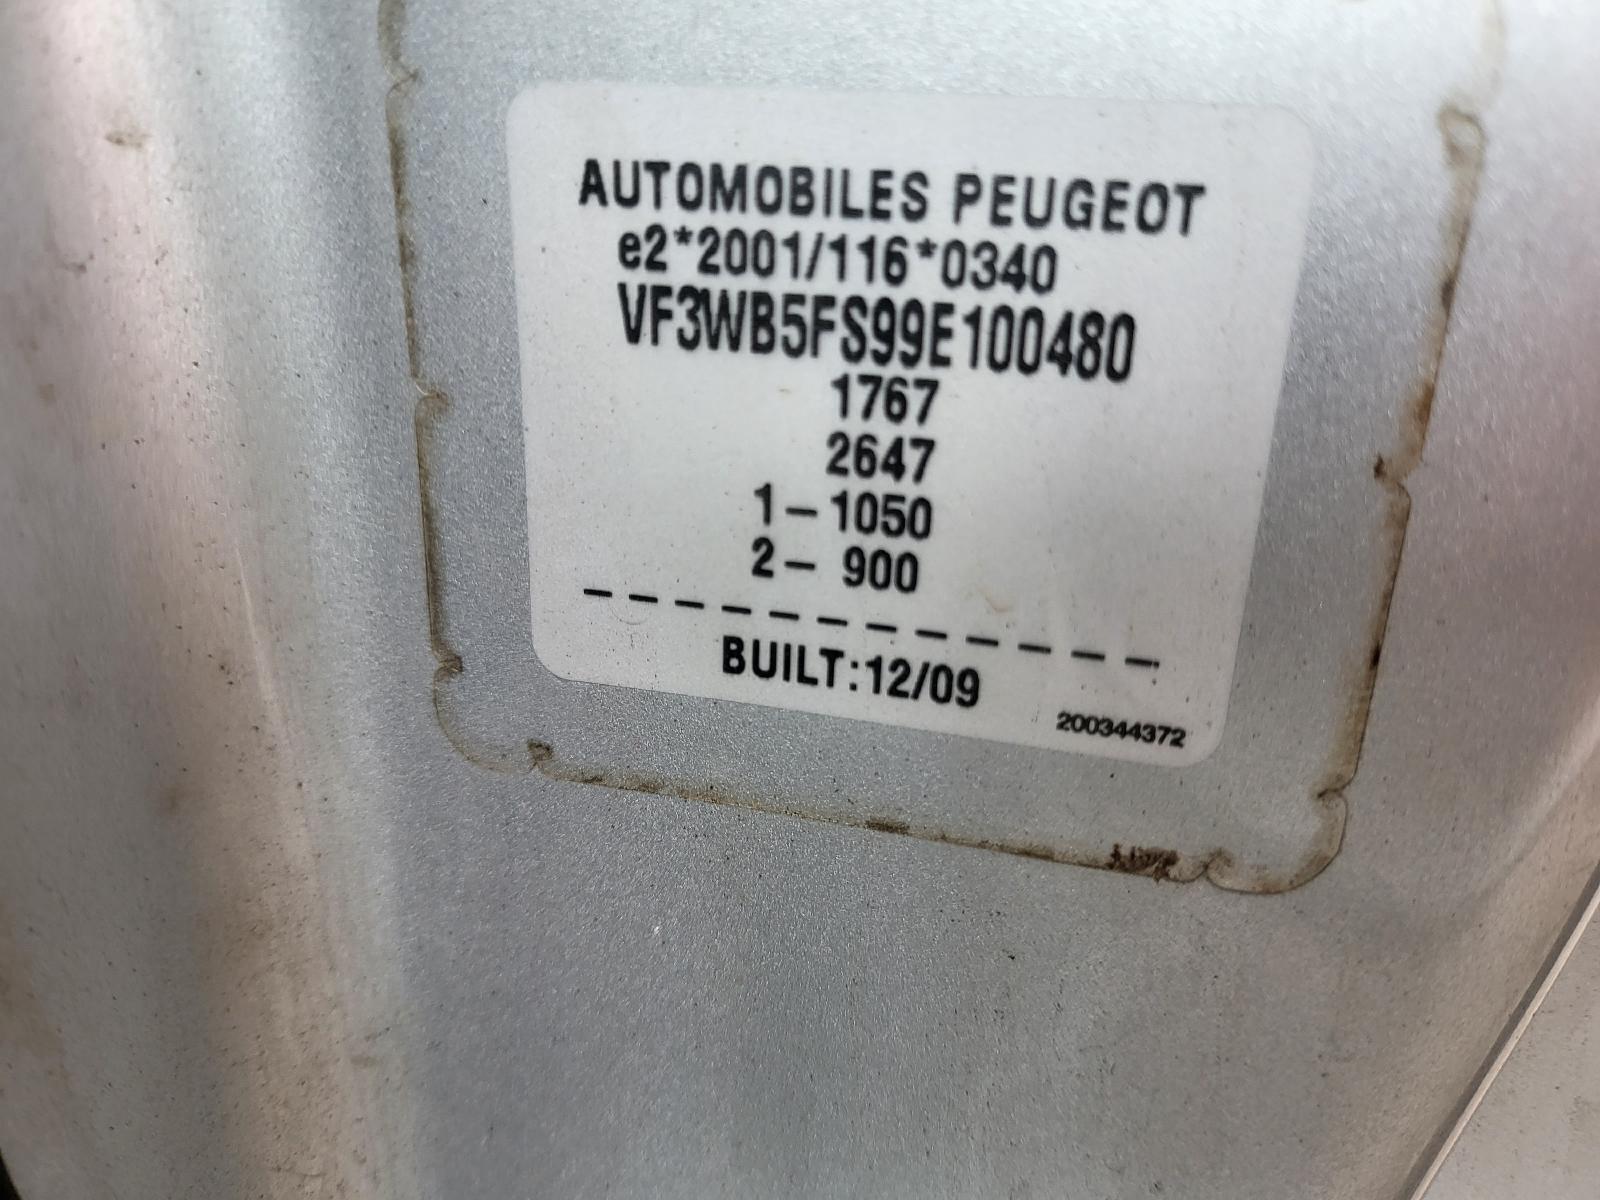 AUTOMOBILES PEUGEOT
e2*2001/116*0340
VF3WB5FS99E100480
1767
2647
1-1050
2- 900
BUILT:12/09
200344372